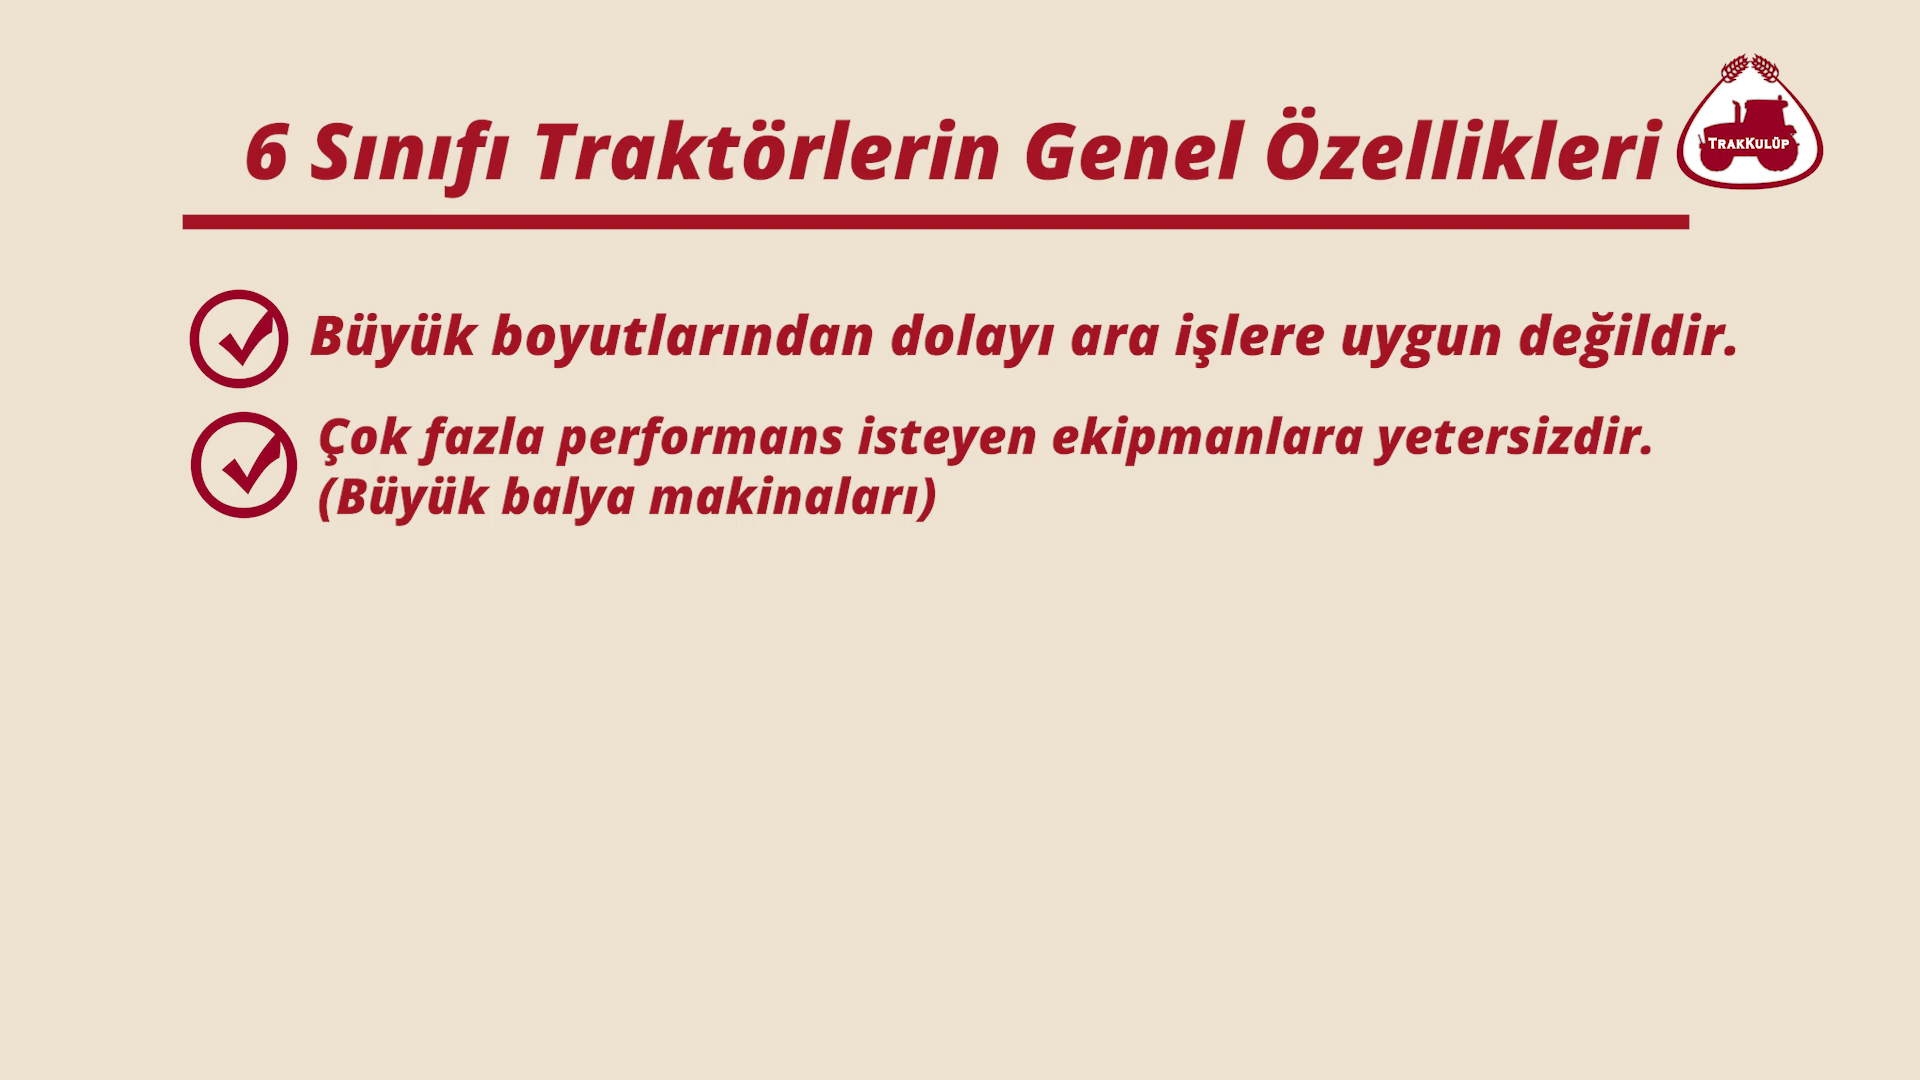 6 Sınıfı Traktörlerin Genel Özellikleri
TRAKKULÜP
Büyük boyutlarından dolayı ara işlere uygun değildir.
Çok fazla performans isteyen ekipmanlara yetersizdir.
(Büyük balya makinaları)